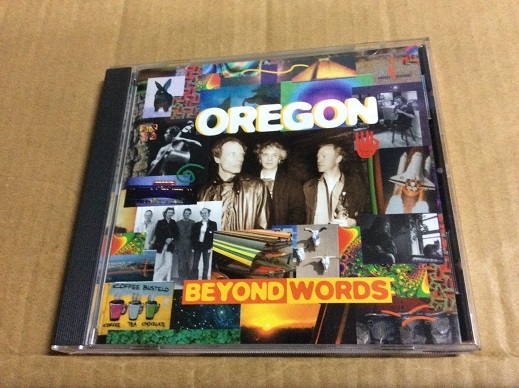 OREGON
BEYOND WORDS
COFFEE BUSTELO
COFFEE TEA CHOCOLATE